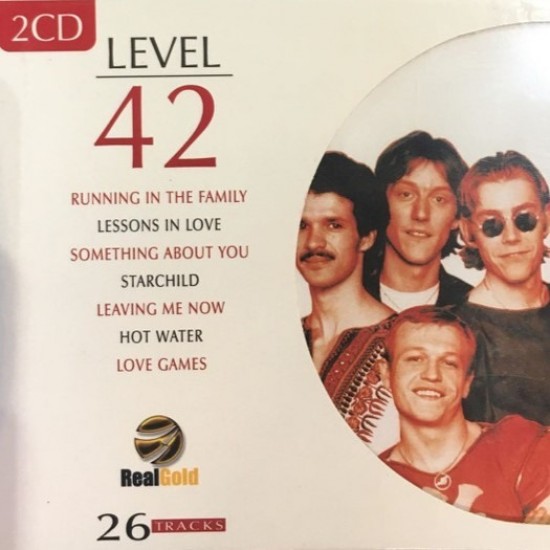 2CD
LEVEL
42
RUNNING IN THE FAMILY
LESSONS IN LOVE
SOMETHING ABOUT YOU
STARCHILD
LEAVING ME NOW
HOT WATER
LOVE GAMES
RealGold
26 TRACKS